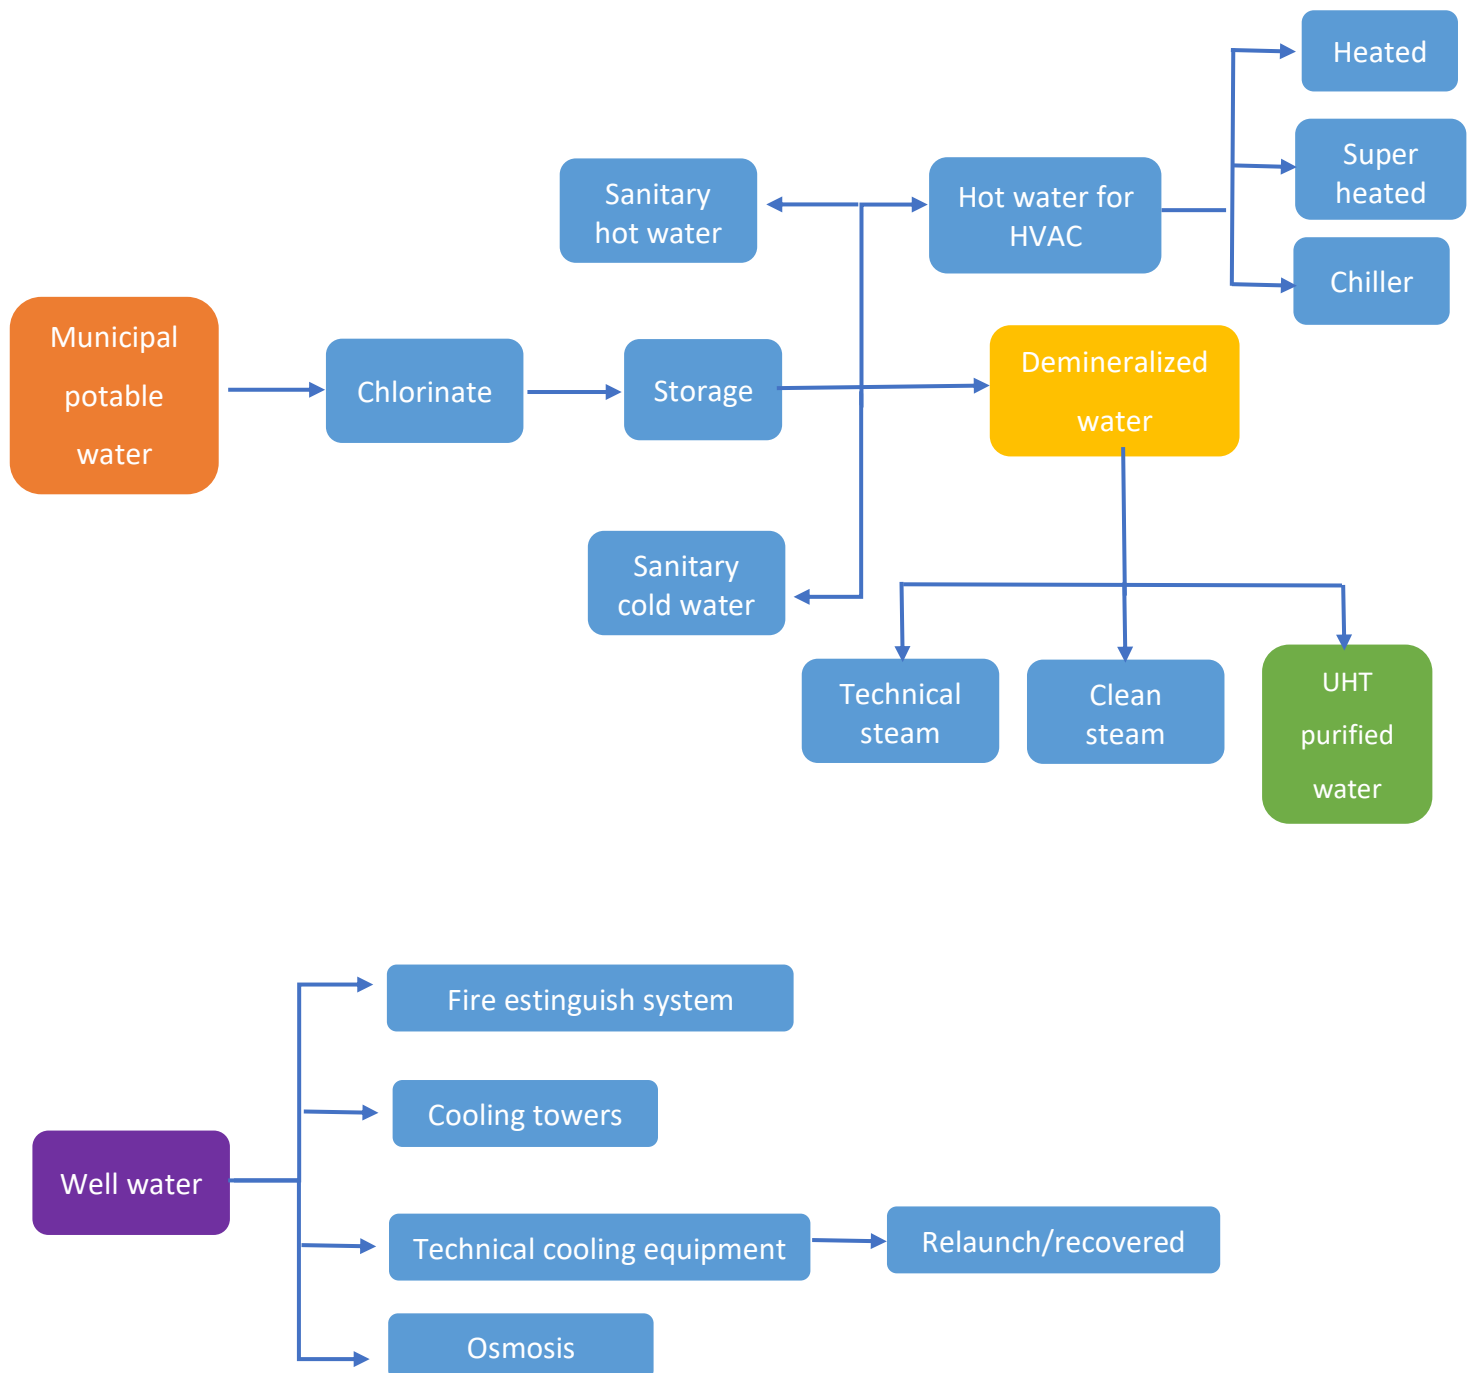 Heated
Super
heated
Chiller
Sanitary
hot water
Hot water for
HVAC
Municipal
potable
water
Chlorinate
Storage
Demineralized
water
Sanitary
cold water
Technical
steam
Clean
steam
UHT
purified
water
Fire estinguish system
Cooling towers
Well water
Technical cooling equipment
Relaunch/recovered
Osmosis